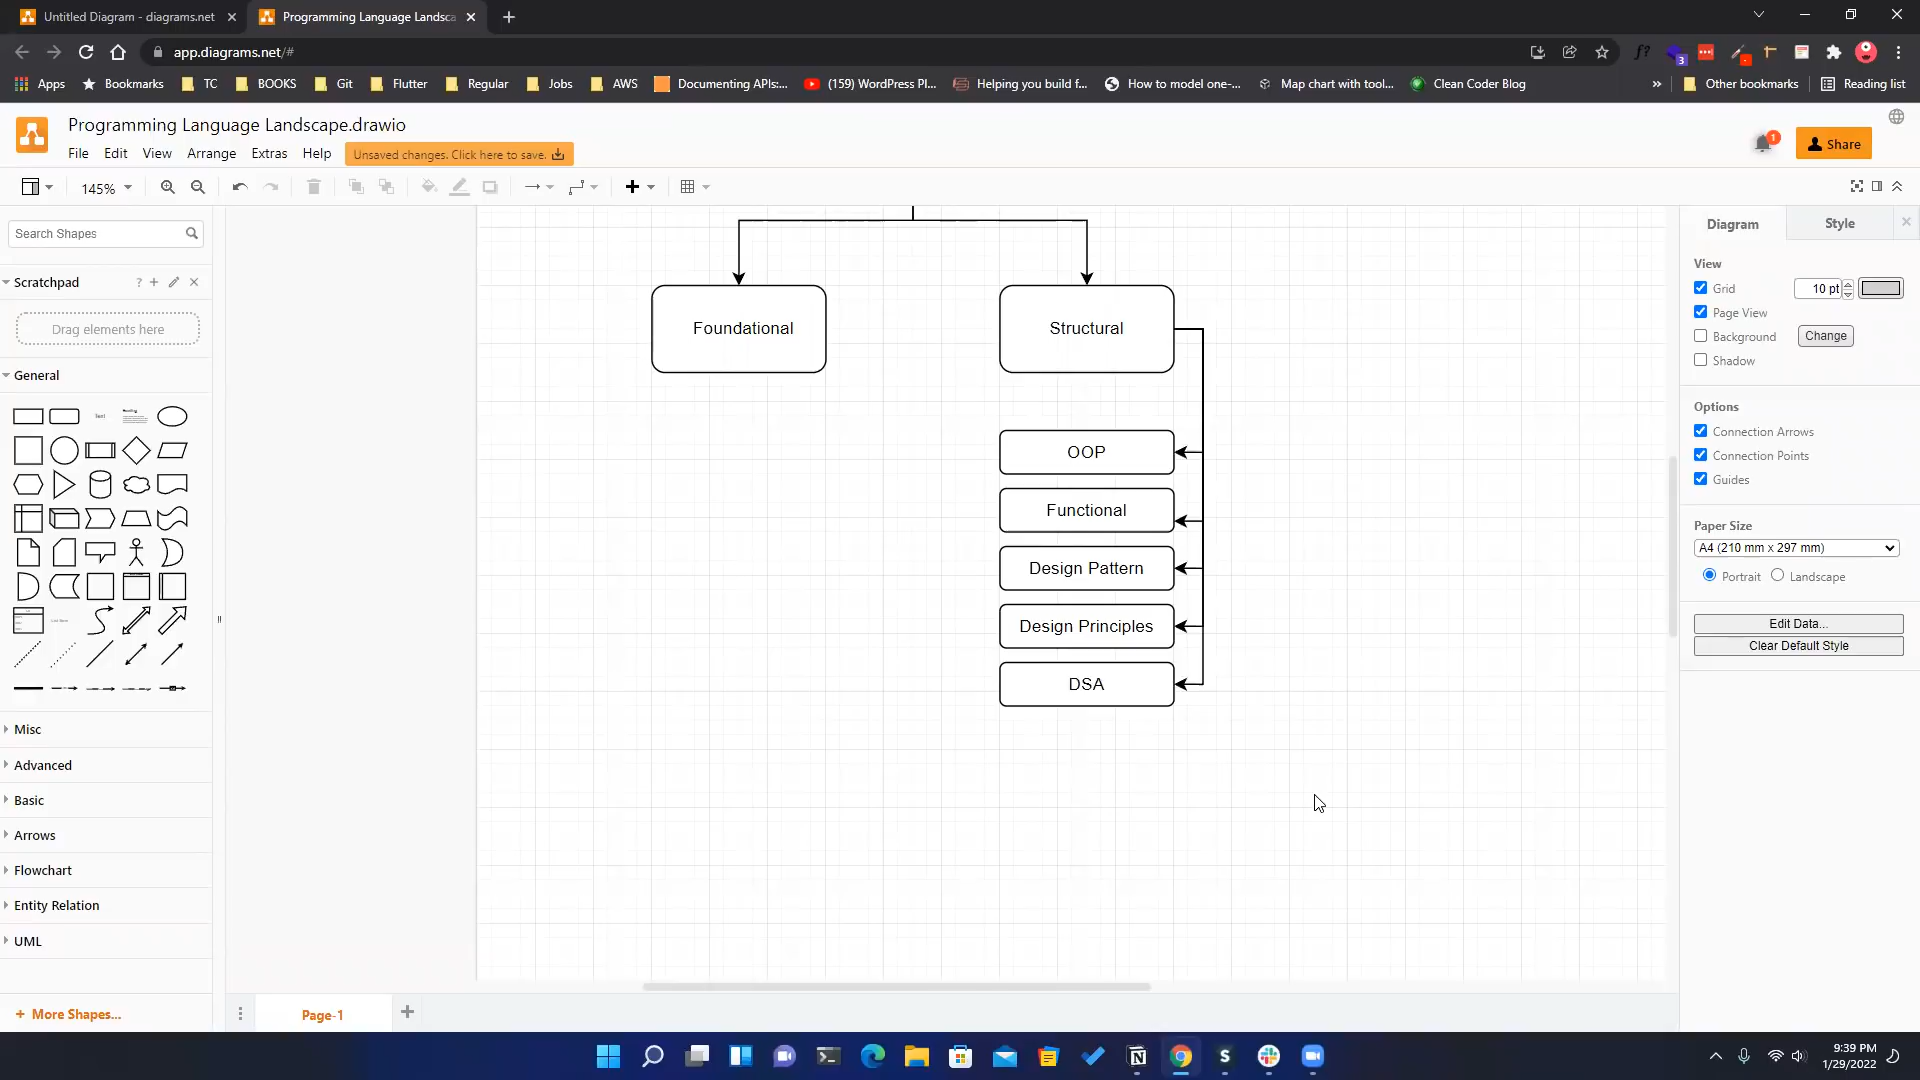 Untitled Diagram - diagrams.net
Programming Language Landsca
app.diagrams.net/#
f?
3
Apps
Bookmarks
TC
BOOKS
Git
Flutter
Regular
Jobs
AWS
Documenting APIs:...
(159) WordPress Pl...
Helping you build f...
How to model one-...
Map chart with tool...
Clean Coder Blog
»
Other bookmarks
Reading list
Programming Language Landscape.drawio
File Edit View Arrange Extras Help
Unsaved changes. Click here to save.
1
Share
145%
Search Shapes
Scratchpad
?
Drag elements here
General
Text
Heading
List Item
Misc
Advanced
Basic
Arrows
Flowchart
Entity Relation
UML
+ More Shapes...
Foundational
Structural
OOP
Functional
Design Pattern
Design Principles
DSA
Page-1
Diagram
Style
View
Grid
10 pt
Page View
Background
Change
Shadow
Options
Connection Arrows
Connection Points
Guides
Paper Size
A4 (210 mm x 297 mm)
Portrait
Landscape
Edit Data...
Clear Default Style
9:39 PM
1/29/2022